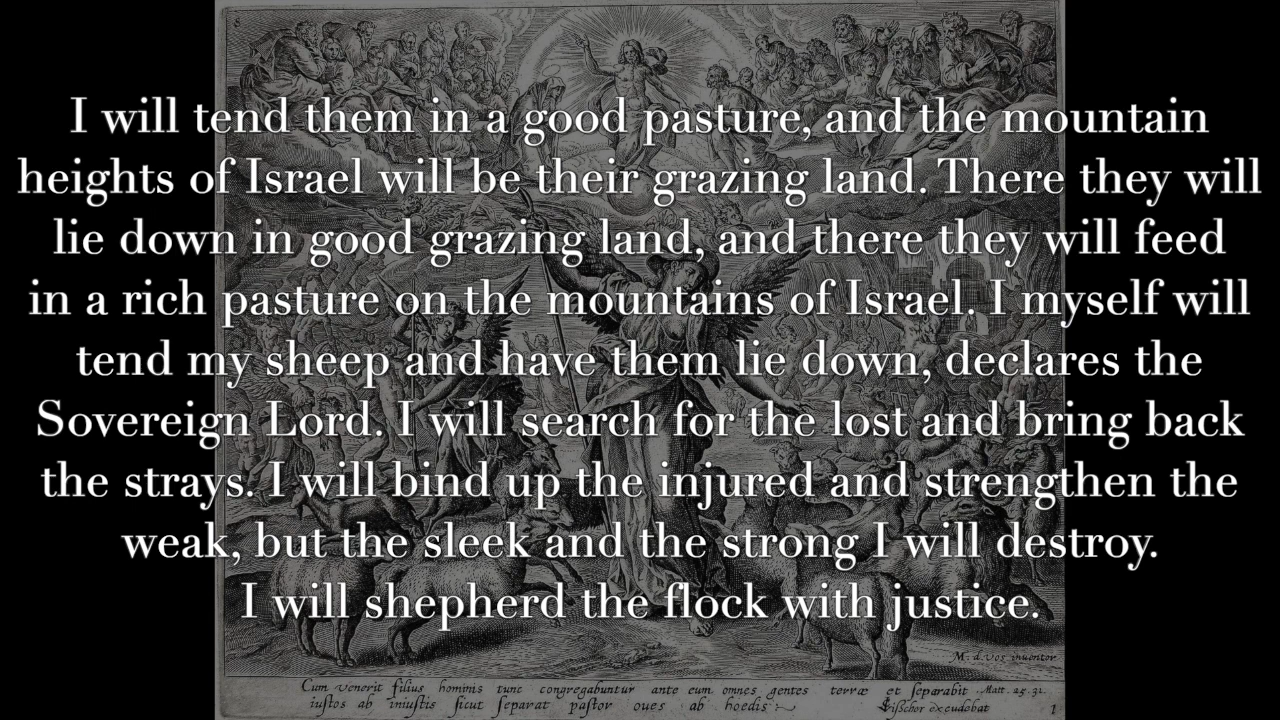 8
I will tend them in a good pasture, and the mountain
heights of Israel will be their grazing land. There they will
lie down in good grazing land, and there they will feed
in a rich pasture on the mountains of Israel. I myself will
tend my sheep and have them lie down, declares the
Sovereign Lord. I will search for the lost and bring back
the strays. I will bind up the injured and strengthen the
weak, but the sleek and the strong I will destroy.
I will shepherd the flock with justice.
M. d. Vos inventor
Cum venerit filius hominis tunc congregabuntur ante eum omnes gentes terræ et ſeparabit . Matt. 25. 31.
iuſtos ab iniuſtis ſicut ſeparat paſtor oues ab hoedis
Viſſcher excudebat
1